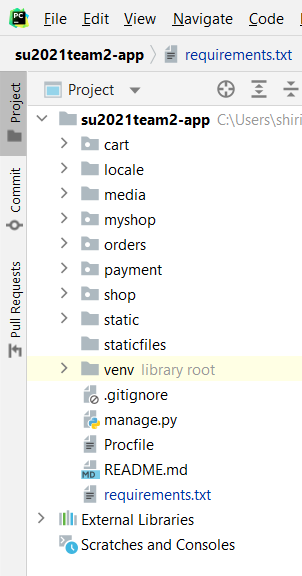 PC File Edit View Navigate Code
su2021team2-app requirements.txt
Project
Project
su2021team2-app C:\Users\shiri
cart
locale
media
myshop
orders
payment
shop
static
staticfiles
venv library root
.gitignore
manage.py
Procfile
MD README.md
requirements.txt
External Libraries
Scratches and Consoles
Commit
Pull Requests